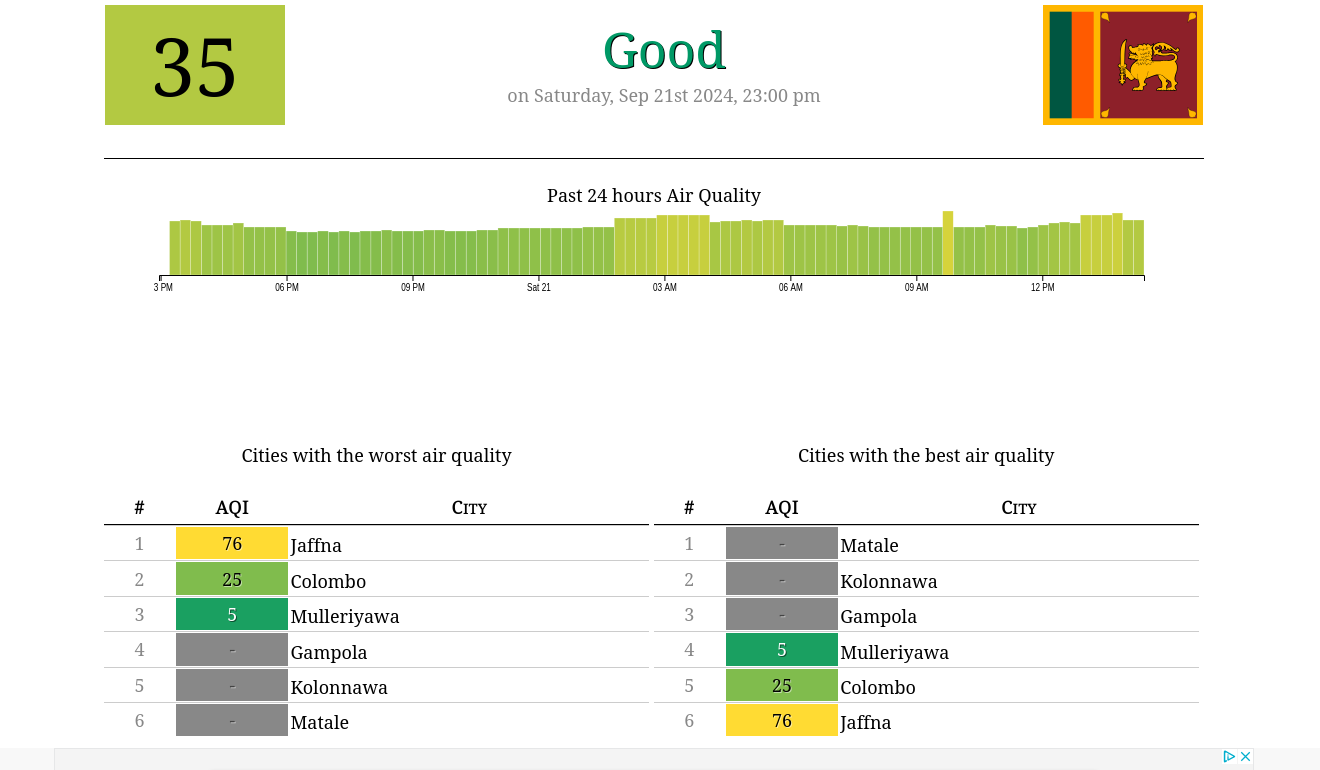 35
Good
on Saturday, Sep 21st 2024, 23:00 pm
Past 24 hours Air Quality
3 PM 06 PM 09 PM Sat 21 03 AM 06 AM 09 AM 12 PM
Cities with the worst air quality
# AQI City
1 76 Jaffna
2 25 Colombo
3 5 Mulleriyawa
4 - Gampola
5 - Kolonnawa
6 - Matale
Cities with the best air quality
# AQI City
1 - Matale
2 - Kolonnawa
3 - Gampola
4 5 Mulleriyawa
5 25 Colombo
6 76 Jaffna